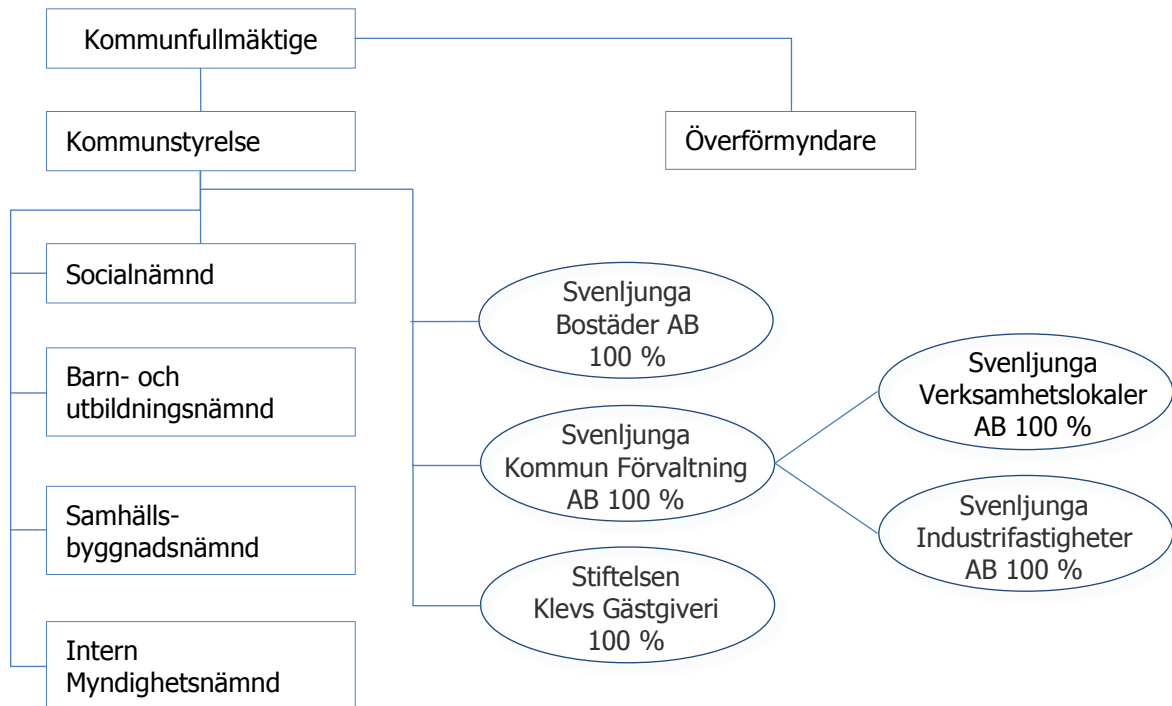 Kommunfullmäktige
Kommunstyrelse
Överförmyndare
Socialnämnd
Barn- och
utbildningsnämnd
Samhälls-
byggnadsnämnd
Intern
Myndighetsnämnd
Svenljunga
Bostäder AB
100 %
Svenljunga
Kommun Förvaltning
AB 100 %
Stiftelsen
Klevs Gästgiveri
100 %
Svenljunga
Verksamhetslokaler
AB 100 %
Svenljunga
Industrifastigheter
AB 100 %